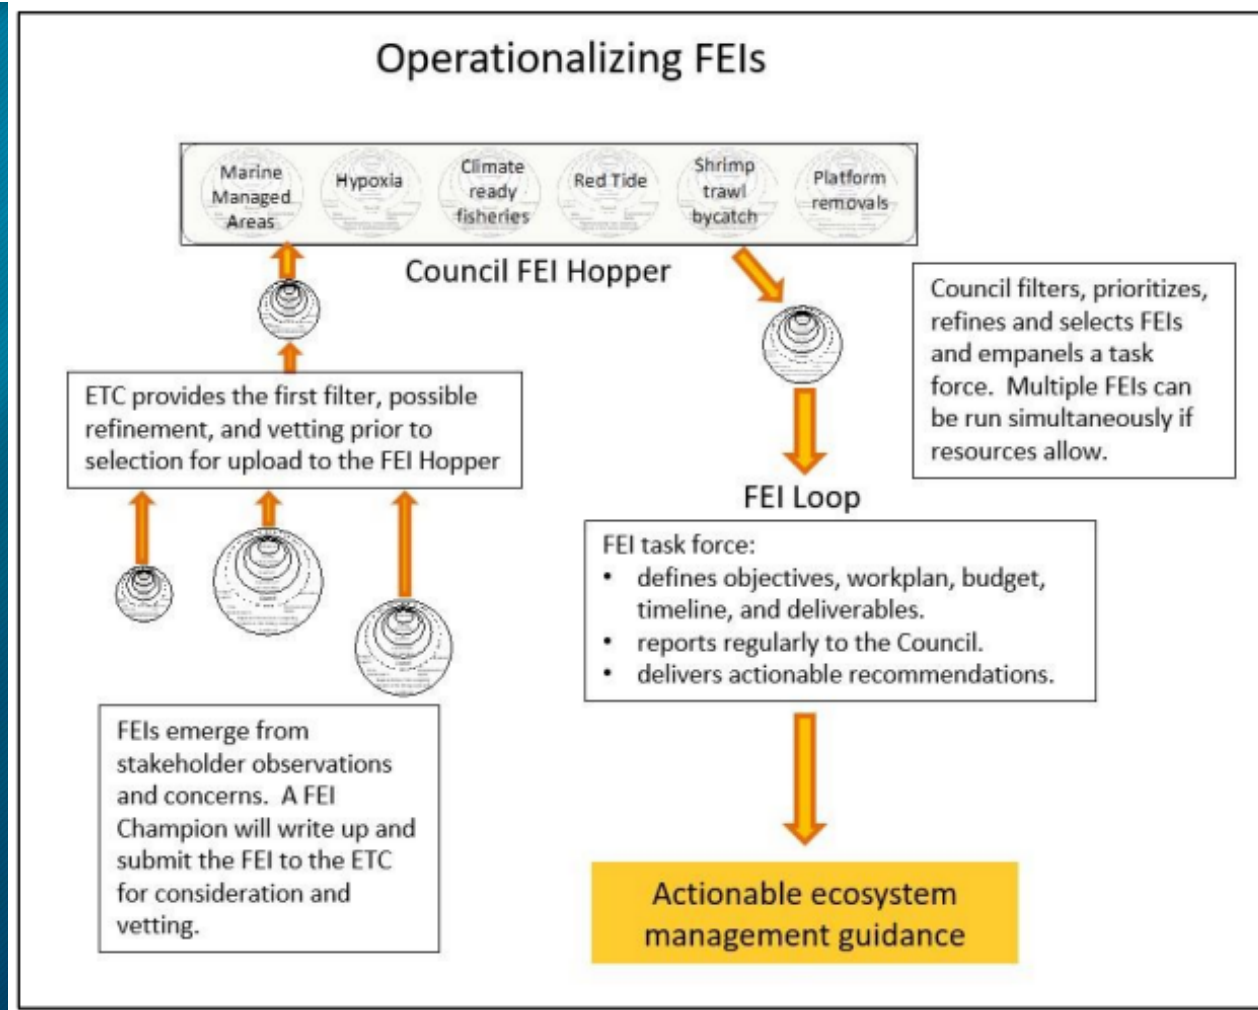 Operationalizing FEIs
Marine
Managed
Areas
Hypoxia
Climate
ready
fisheries
Red Tide
Shrimp
trawl
bycatch
Platform
removals
Council FEI Hopper
Council filters, prioritizes,
refines and selects FEIs
and empanels a task
force. Multiple FEIs can
be run simultaneously if
resources allow.
ETC provides the first filter, possible
refinement, and vetting prior to
selection for upload to the FEI Hopper
FEI Loop
FEI task force:
• defines objectives, workplan, budget,
timeline, and deliverables.
• reports regularly to the Council.
• delivers actionable recommendations.
FEIs emerge from
stakeholder observations
and concerns. A FEI
Champion will write up and
submit the FEI to the ETC
for consideration and
vetting.
Actionable ecosystem
management guidance